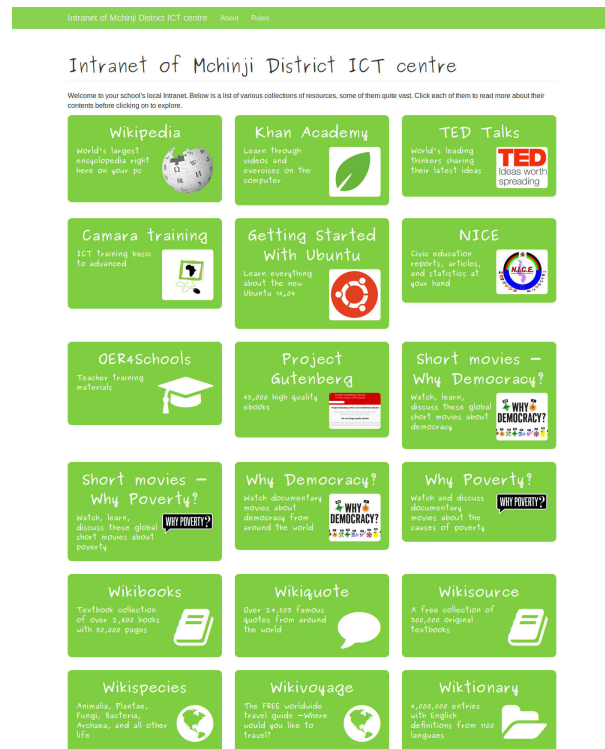 Intranet of Mchinji District ICT centre About Rules
Intranet of Mchinji District ICT centre
Welcome to your school's local Intranet. Below is a list of various collections of resources, some of them quite vast. Click each of them to read more about their
contents before clicking on to explore.
Wikipedia
World's largest
encyclopedia right
here on your pc
Khan Academy
Learn through
videos and
exercises on the
computer
TED Talks
World's leading
thinkers sharing
their latest ideas
TED
Ideas worth
spreading
Camara training
ICT training basic
to advanced
Getting Started
With Ubuntu
Learn everything
about the new
Ubuntu 14,04
NICE
Civic education
reports, articles,
and statistics at
your hand
N.I.C.E.
OER4Schools
Teacher training
materials
Project
Gutenberg
45,000 high quality
ebooks
Short movies –
Why Democracy?
Watch, learn,
discuss these global
short movies about
democracy
WHY
DEMOCRACY?
Short movies –
Why Poverty?
Watch, learn,
discuss these global
short movies about
poverty
WHY POVERTY?
Why Democracy?
Watch documentary
movies about
democracy from
around the world
WHY
DEMOCRACY?
Why Poverty?
Watch and discuss
documentary
movies about the
causes of poverty
WHY POVERTY?
Wikibooks
Textbook collection
of over 2,800 books
with 50,000 pages
Wikiquote
Over 24,503 famous
quotes from around
the world
Wikisource
A free collection of
300,000 original
textbooks
Wikispecies
Animalia, Plantae,
Fungi, Bacteria,
Archaea, and all other
life
Wikivoyage
The FREE worldwide
travel guide –Where
would you like to
travel?
Wiktionary
4,000,000 entries
with English
definitions from 1100
languaes